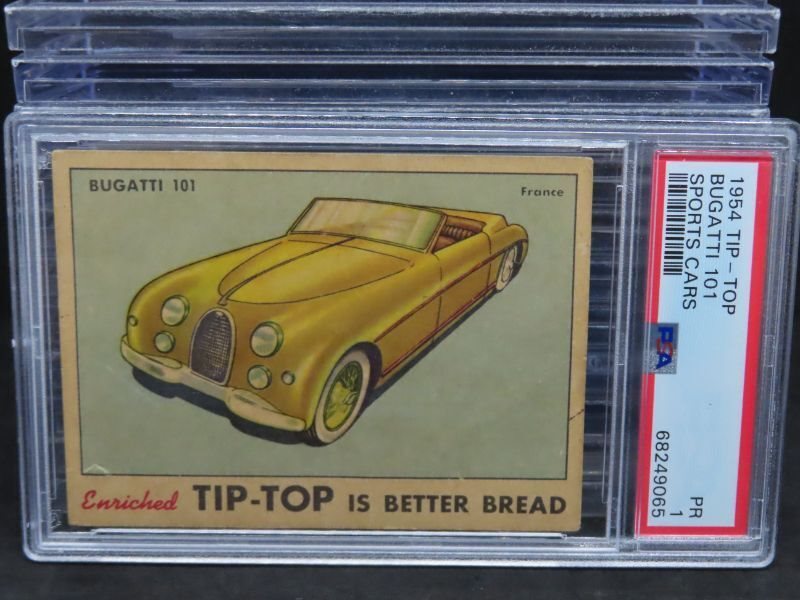 BUGATTI 101
France
Enriched TIP-TOP IS BETTER BREAD
1954 TIP - TOP
BUGATTI 101
SPORTS CARS
PSA
PR
1
68249065